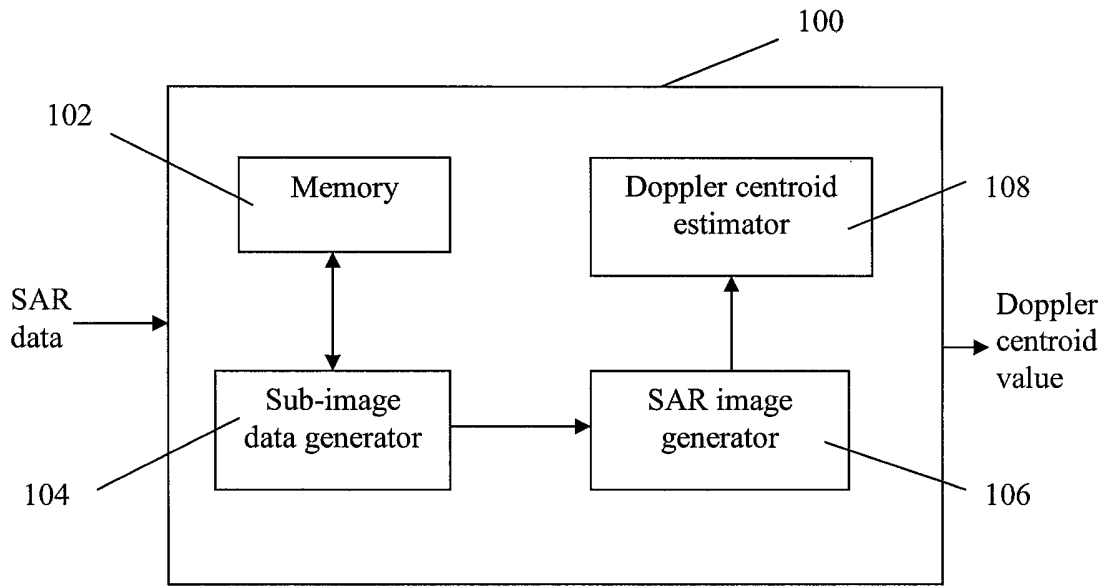 100
102
Memory
Doppler centroid
estimator
108
SAR
data
Doppler
centroid
value
Sub-image
data generator
SAR image
generator
104
106